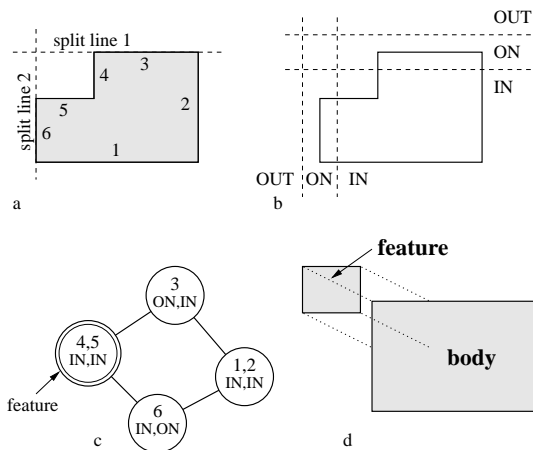 split line 1
split line 2
4
3
5
2
6
1
a
OUT
ON
IN
OUT
ON
IN
b
feature
body
d
3
ON,IN
4,5
IN,IN
1,2
IN,IN
6
IN,ON
feature
c